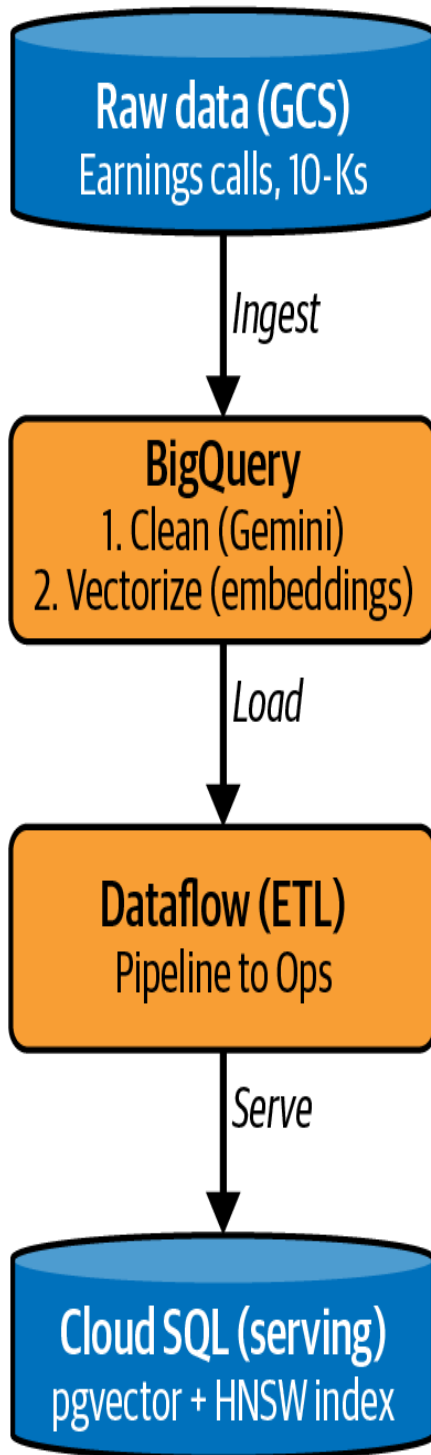 Raw data (GCS)
Earnings calls, 10-Ks
Ingest
BigQuery
1. Clean (Gemini)
2. Vectorize (embeddings)
Load
Dataflow (ETL)
Pipeline to Ops
Serve
Cloud SQL (serving)
pgvector + HNSW index